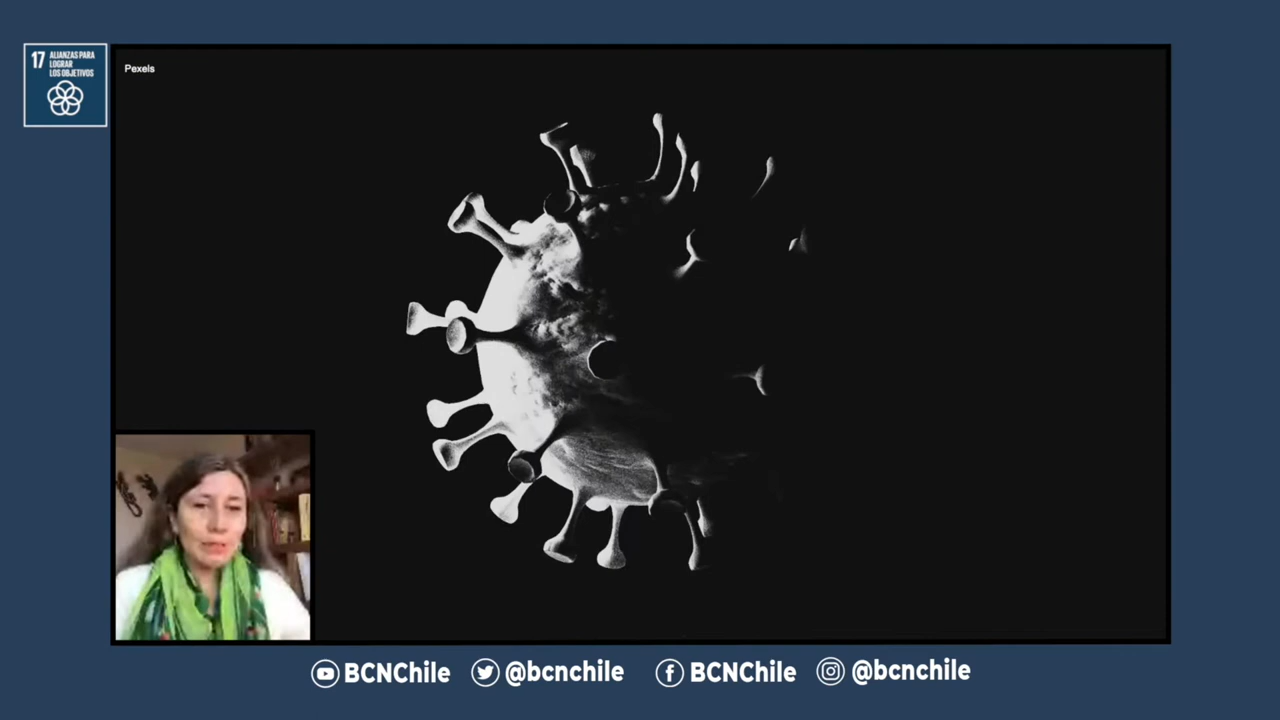 17 ALIANZAS PARA
LOGRAR
LOS OBJETIVOS
Pexels
BCNChile @bcnchile BCNChile @bcnchile